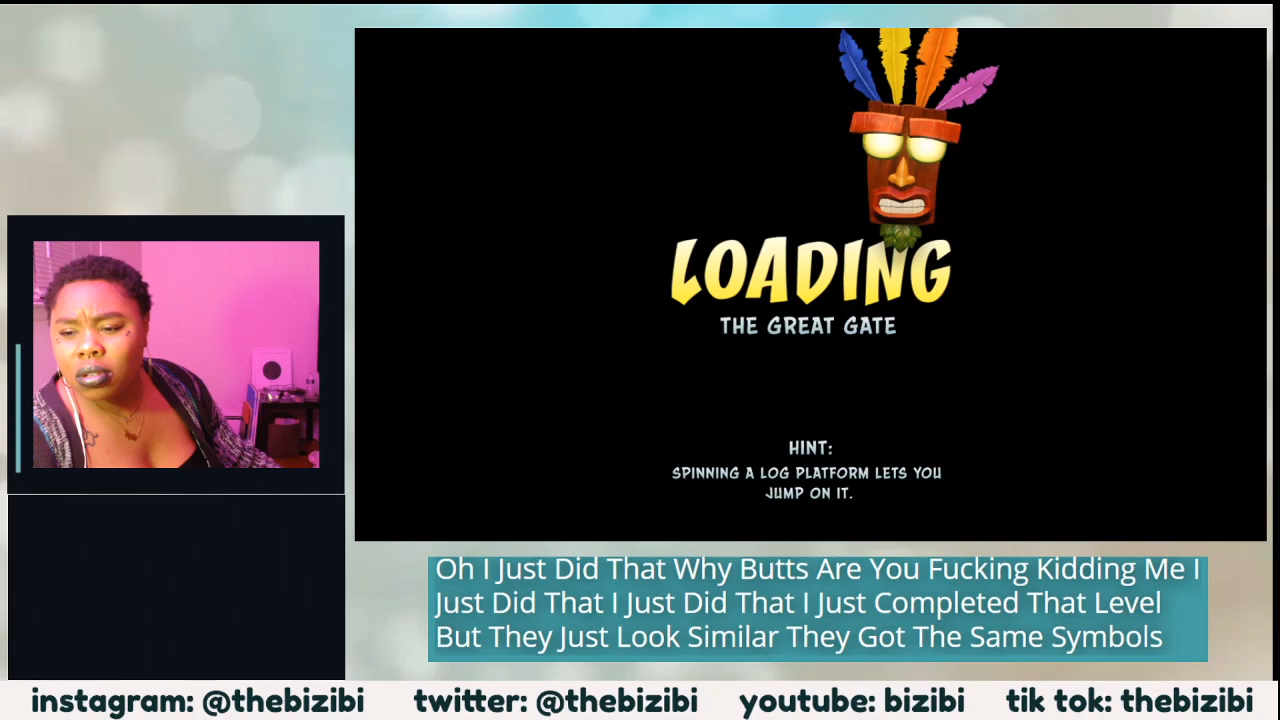 LOADING
THE GREAT GATE
HINT:
SPINNING A LOG PLATFORM LETS YOU
JUMP ON IT.
Oh I Just Did That Why Butts Are You Fucking Kidding Me I
Just Did That I Just Did That I Just Completed That Level
But They Just Look Similar They Got The Same Symbols
instagram: @thebizibi twitter: @thebizibi youtube: bizibi tik tok: thebizibi